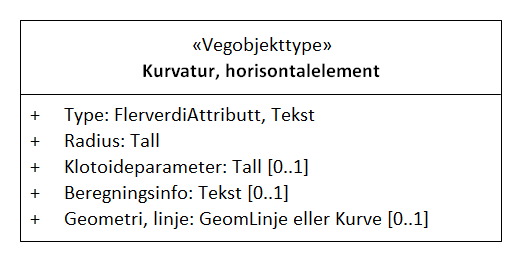 «Vegobjekttype»
Kurvatur, horisontalelement
+ Type: FlerverdiAttributt, Tekst
+ Radius: Tall
+ Klotoideparameter: Tall [0..1]
+ Beregningsinfo: Tekst [0..1]
+ Geometri, linje: GeomLinje eller Kurve [0..1]